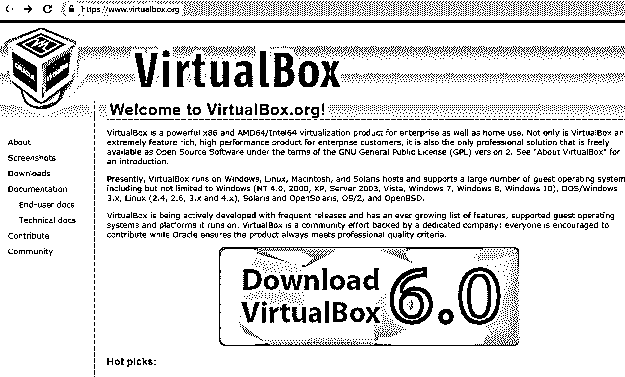 https://www.virtualbox.org
VirtualBox
Welcome to VirtualBox.org!
About
Screenshots
Downloads
Documentation
End-user docs
Technical docs
Contribute
Community
VirtualBox is a powerful x86 and AMD64/Intel64 virtualization product for enterprise as well as home use. Not only is VirtualBox an
extremely feature rich, high performance product for enterprise customers, it is also the only professional solution that is freely
available as Open Source Software under the terms of the GNU General Public License (GPL) version 2. See "About VirtualBox" for
an introduction.
Presently, VirtualBox runs on Windows, Linux, Macintosh, and Solaris hosts and supports a large number of guest operating systems
including but not limited to Windows (NT 4.0, 2000, XP, Server 2003, Vista, Windows 7, Windows 8, Windows 10), DOS/Windows
3.x, Linux (2.4, 2.6, 3.x and 4.x), Solaris and OpenSolaris, OS/2, and OpenBSD.
VirtualBox is being actively developed with frequent releases and has an ever growing list of features, supported guest operating
systems and platforms it runs on. VirtualBox is a community effort backed by a dedicated company: everyone is encouraged to
contribute while Oracle ensures the product always meets professional quality criteria.
Download
VirtualBox 6.0
Hot picks: